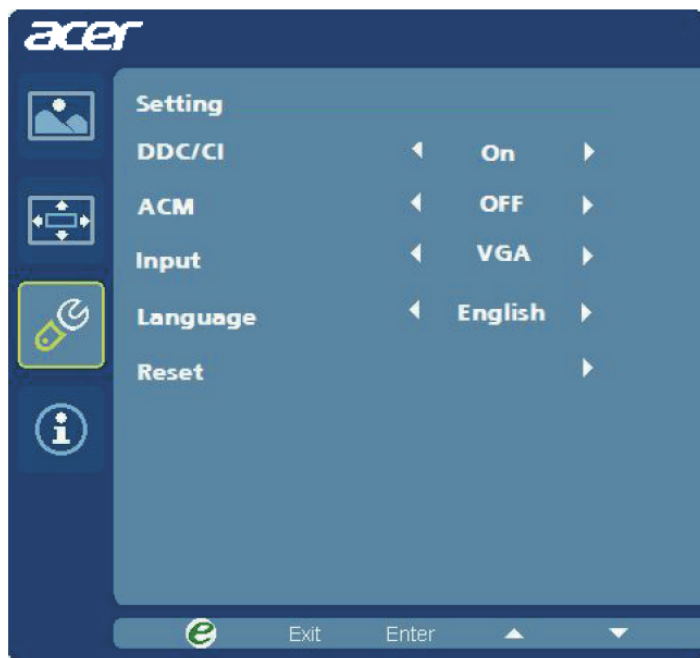 acer
Setting
DDC/CI On
ACM OFF
Input VGA
Language English
Reset
e Exit Enter